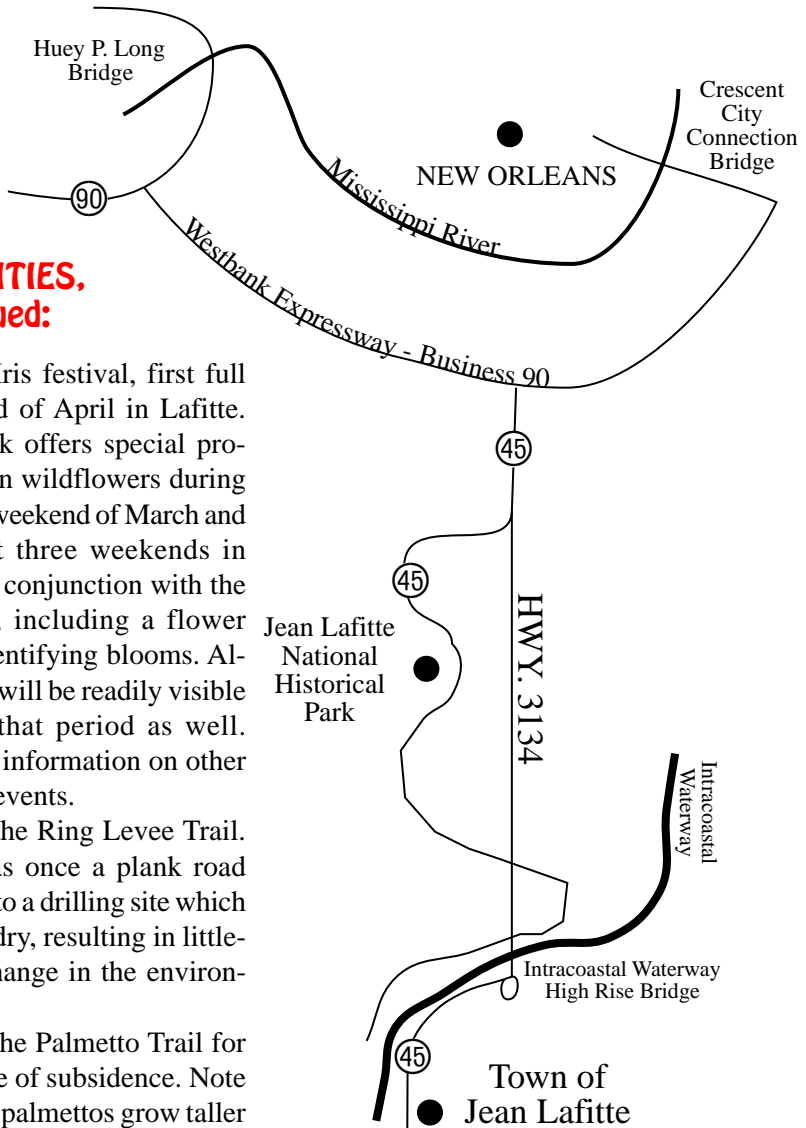 Huey P. Long
Bridge
Crescent
City
Connection
Bridge
NEW ORLEANS
Mississippi River
90
Westbank Expressway - Business 90
45
45
HWY. 3134
Jean Lafitte
National
Historical
Park
Intracoastal
Waterway
Intracoastal Waterway
High Rise Bridge
45
Town of
Jean Lafitte
ITIES,
ued:
Iris festival, first full
d of April in Lafitte.
k offers special pro-
n wildflowers during
weekend of March and
t three weekends in
conjunction with the
, including a flower
entifying blooms. Al-
will be readily visible
that period as well.
information on other
events.
the Ring Levee Trail.
as once a plank road
to a drilling site which
dry, resulting in little-
hange in the environ-
he Palmetto Trail for
e of subsidence. Note
palmettos grow taller